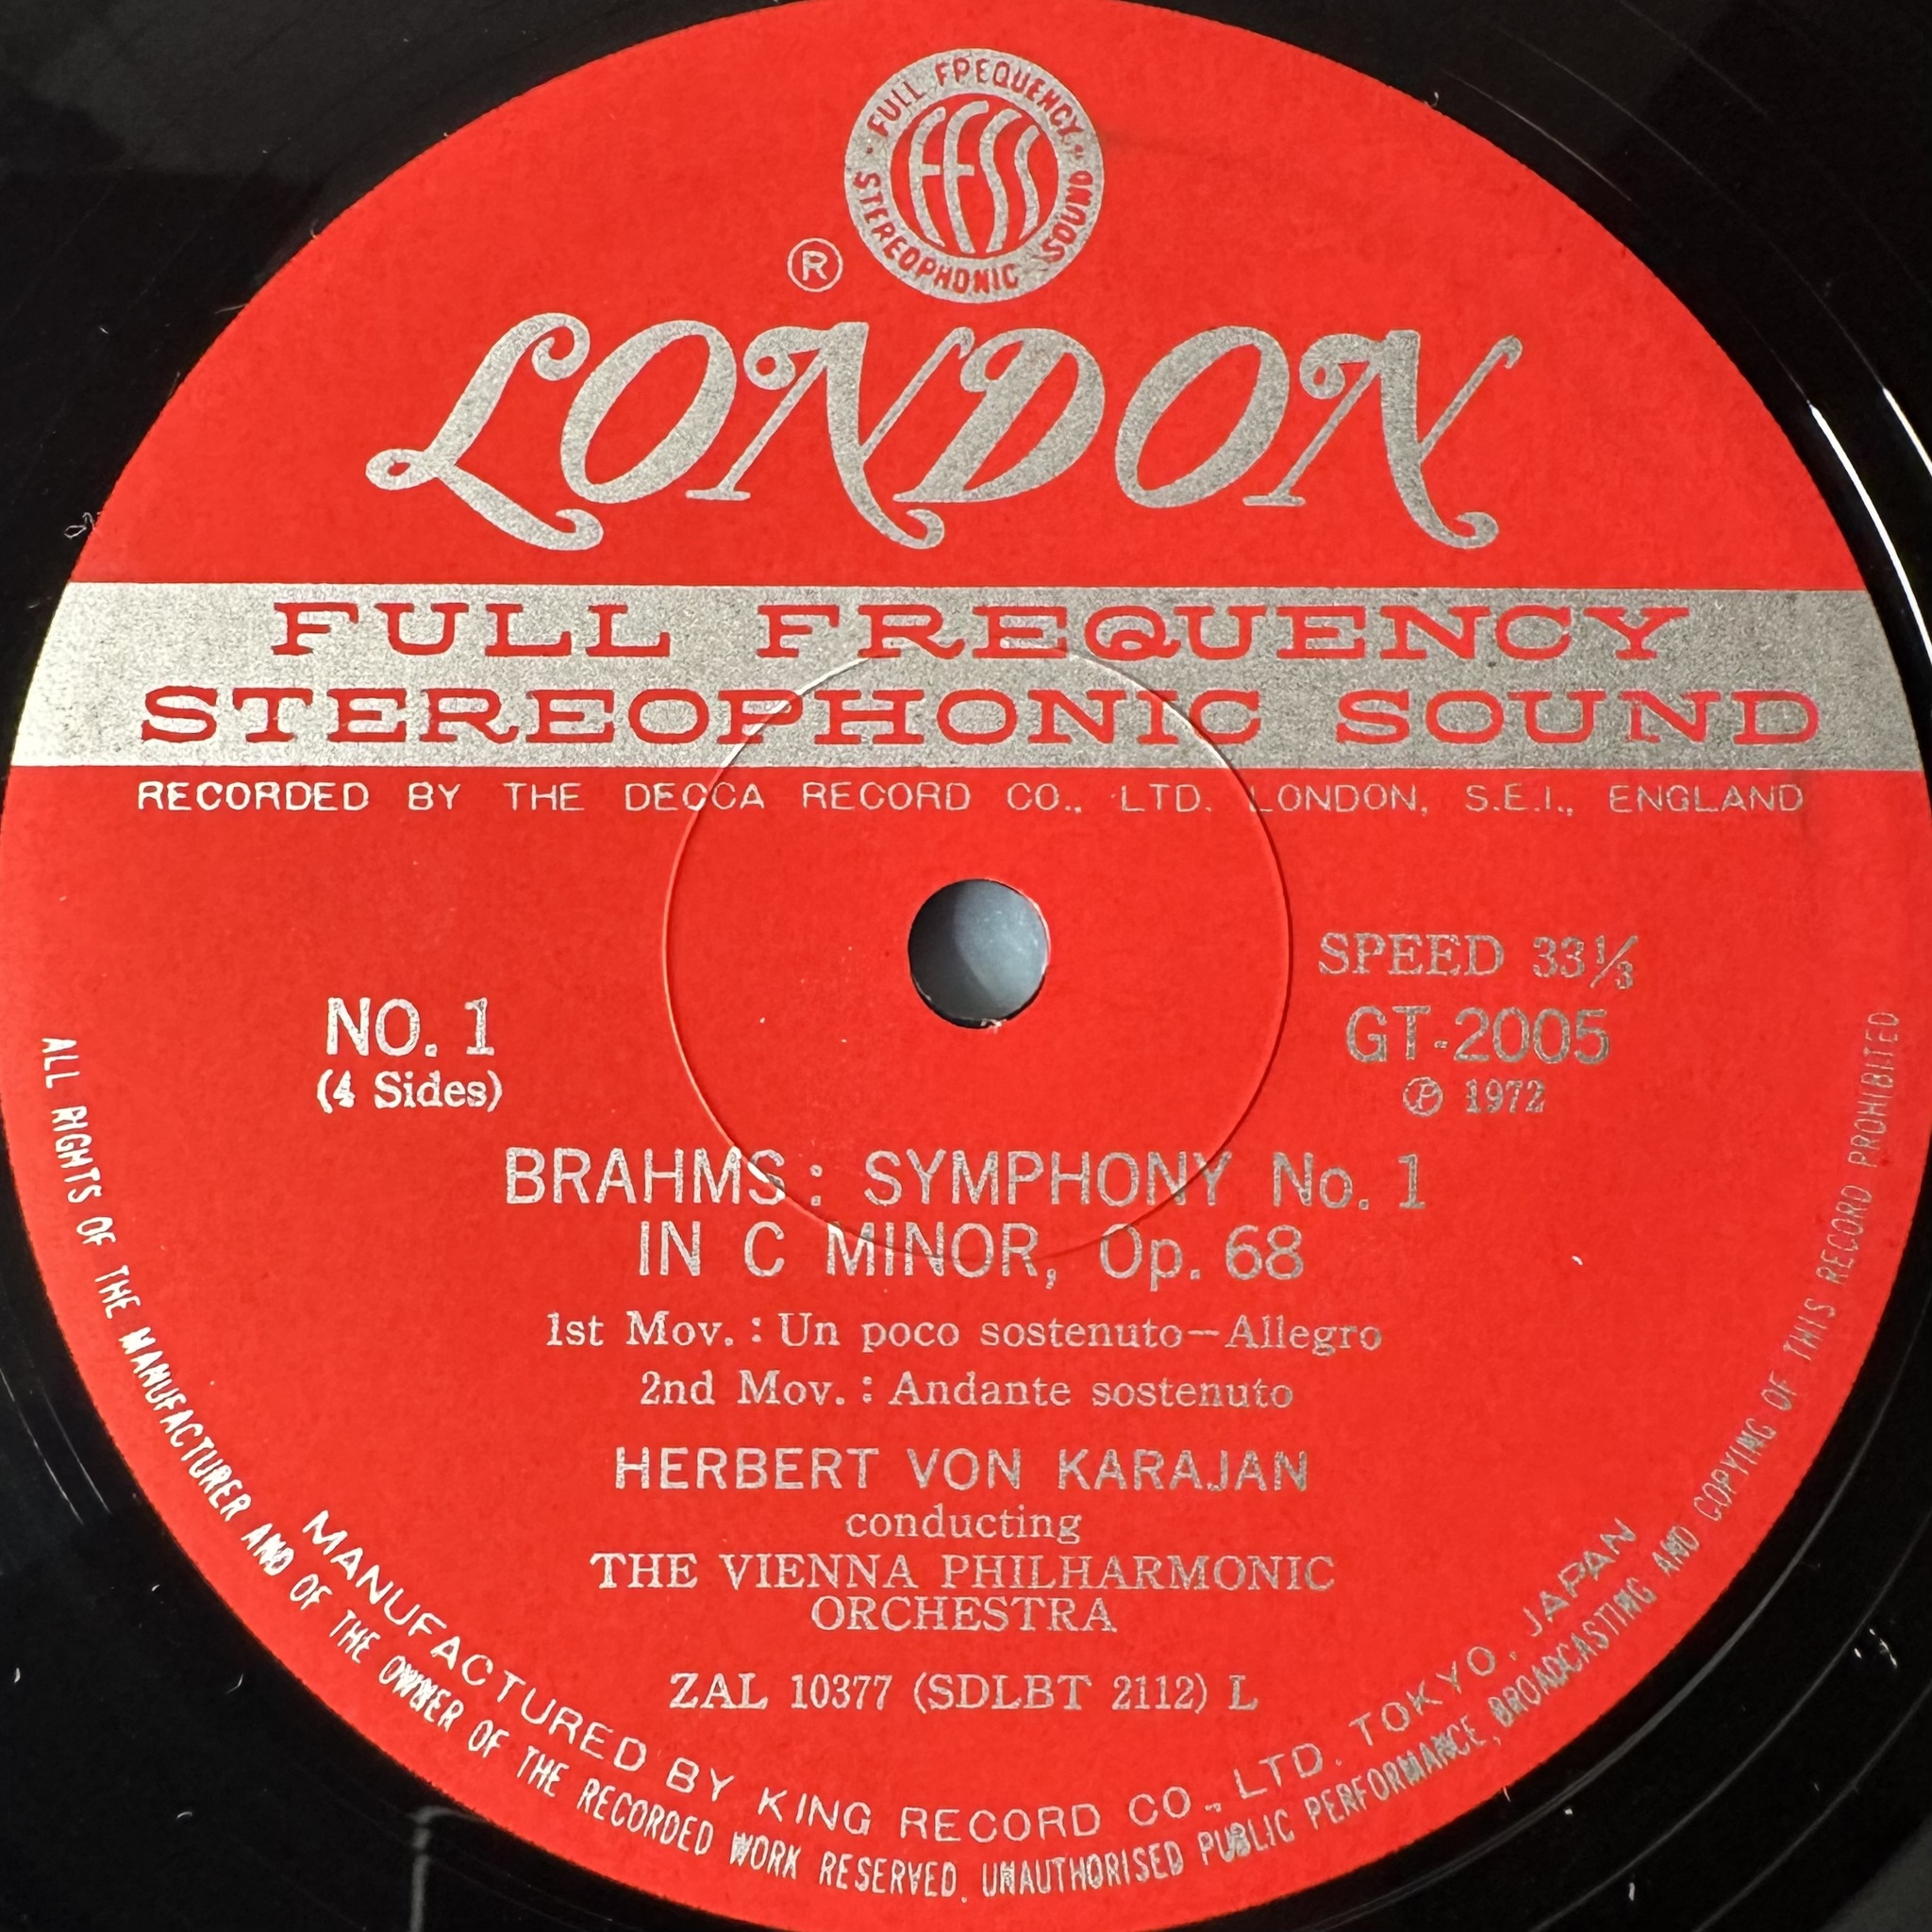 FULL FREQUENCY
STEREOPHONIC SOUND
FFSS
®
LONDON
FULL FREQUENCY
STEREOPHONIC SOUND
RECORDED BY THE DECCA RECORD CO., LTD. LONDON, S.E.I., ENGLAND
SPEED 33⅓
NO. 1
GT-2005
(4 Sides)
℗ 1972
BRAHMS: SYMPHONY No. 1
IN C MINOR, Op. 68
1st Mov.: Un poco sostenuto—Allegro
2nd Mov.: Andante sostenuto
HERBERT VON KARAJAN
conducting
THE VIENNA PHILHARMONIC
ORCHESTRA
ZAL 10377 (SDLBT 2112) L
MANUFACTURED BY KING RECORD CO., LTD. TOKYO, JAPAN
ALL RIGHTS OF THE MANUFACTURER AND OF THE OWNER OF THE RECORDED WORK RESERVED. UNAUTHORISED PUBLIC PERFORMANCE, BROADCASTING AND COPYING OF THIS RECORD PROHIBITED